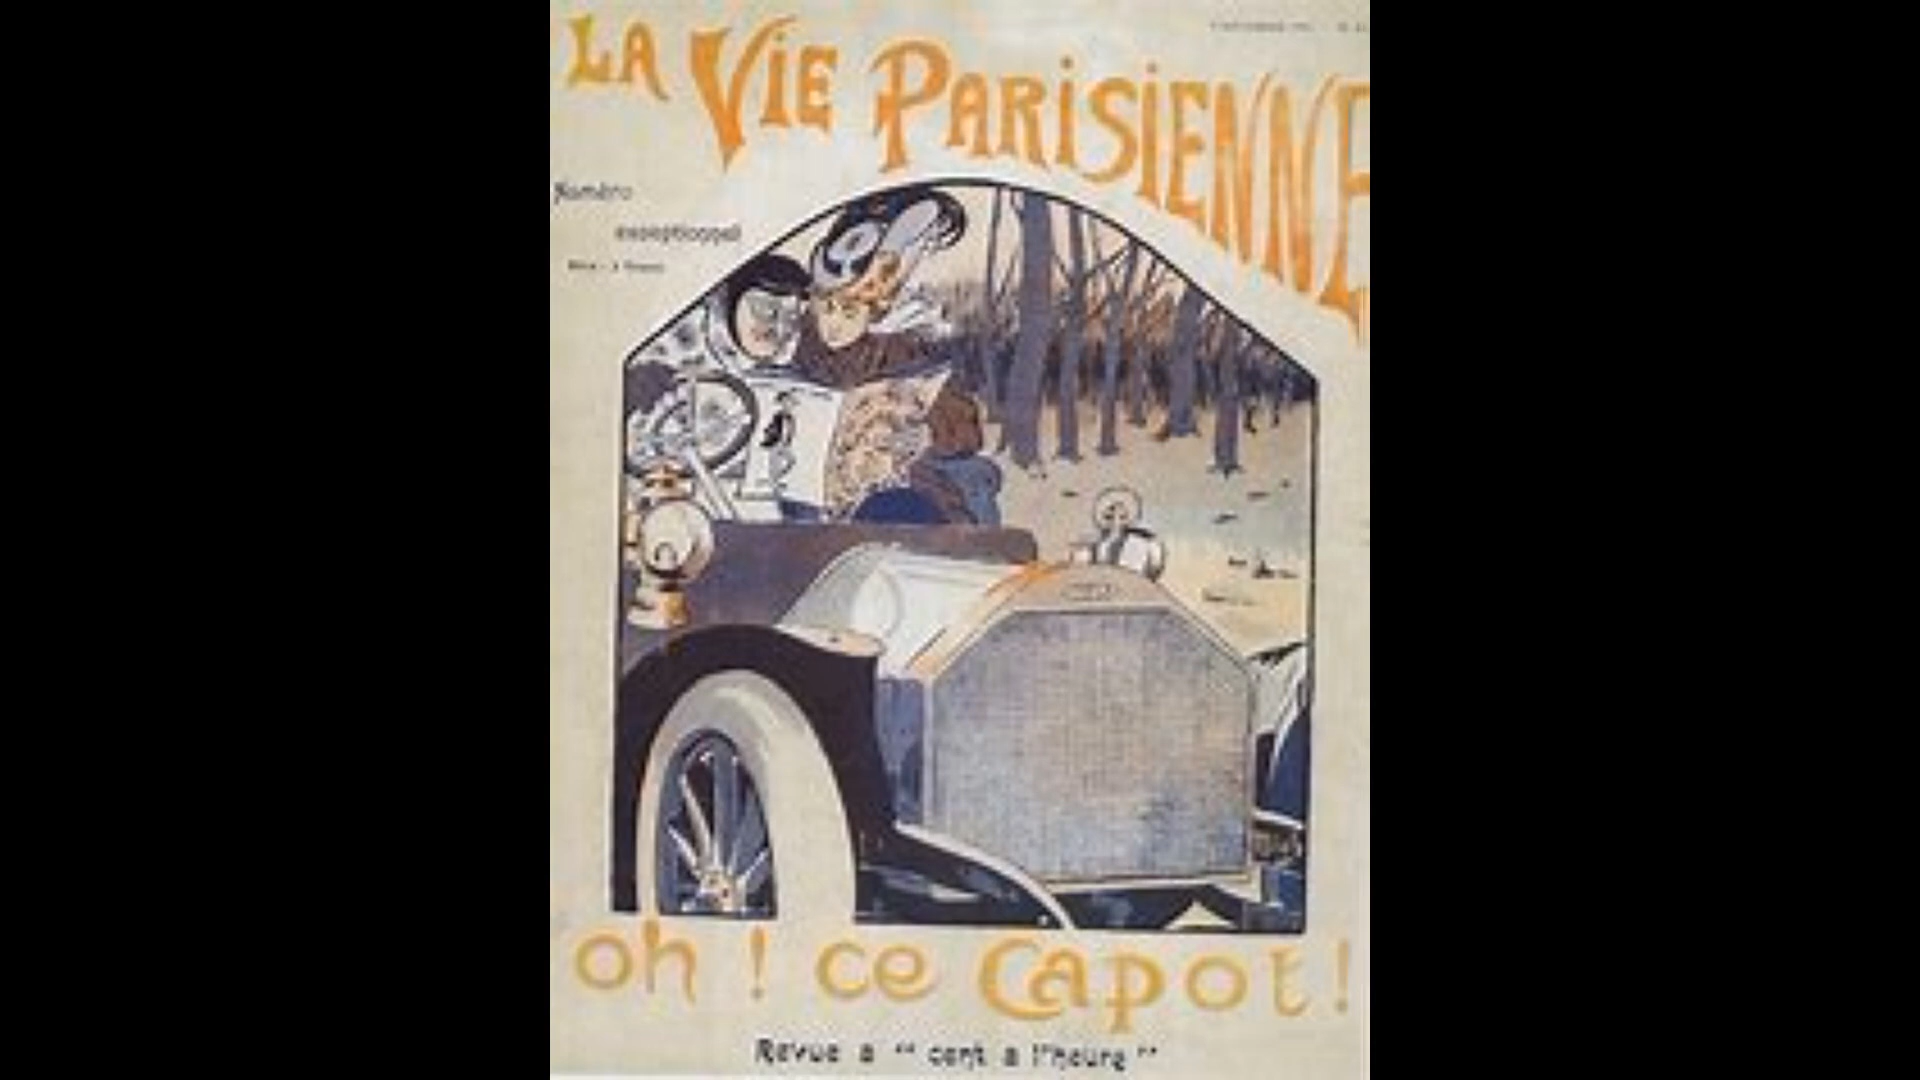 LA VIE PARISIENNE
Numéro
exceptionnel
oh! ce Capot!
Revue a "cent a l'heure"